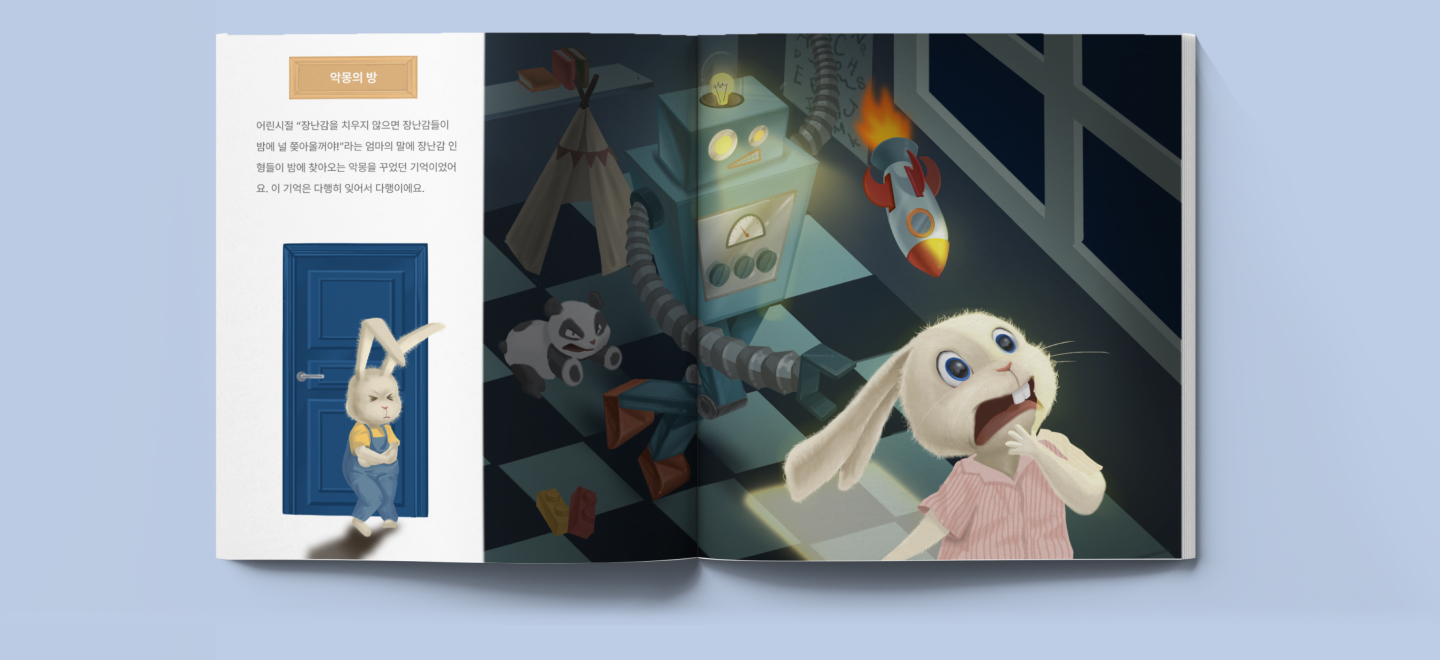 악몽의 방
어린시절 “장난감을 치우지 않으면 장난감들이
밤에 널 쫓아올꺼야!”라는 엄마의 말에 장난감 인
형들이 밤에 찾아오는 악몽을 꾸었던 기억이었어
요. 이 기억은 다행히 잊어서 다행이에요.